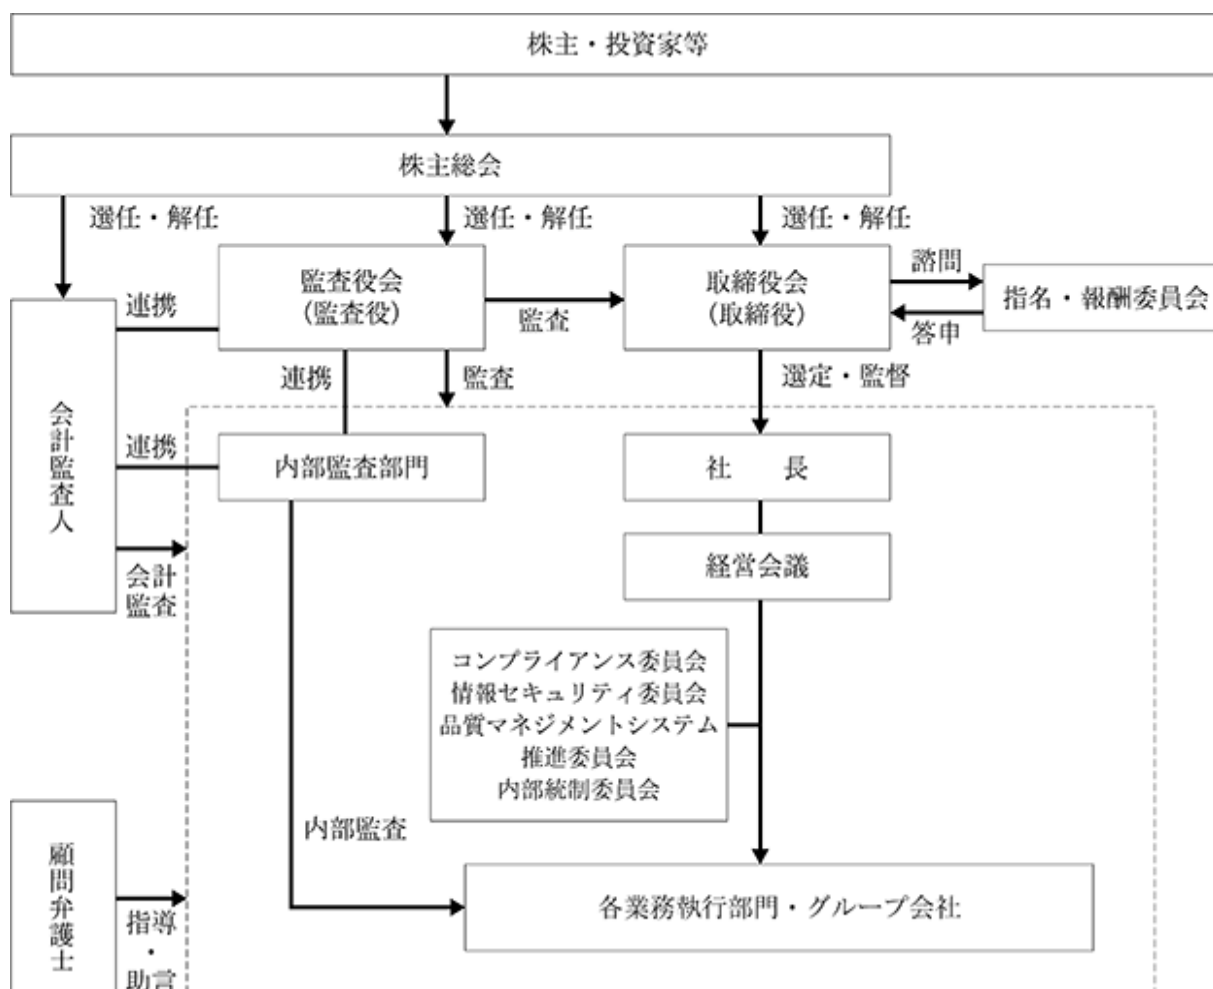 株主・投資家等
株主総会
選任・解任
選任・解任
選任・解任
監査役会
(監査役)
取締役会
(取締役)
諮問
指名・報酬委員会
答申
連携
監査
連携
監査
選定・監督
会計監査人
連携
内部監査部門
社　長
会計
監査
経営会議
コンプライアンス委員会
情報セキュリティ委員会
品質マネジメントシステム
推進委員会
内部統制委員会
内部監査
顧問弁護士
各業務執行部門・グループ会社
指導
・
助言